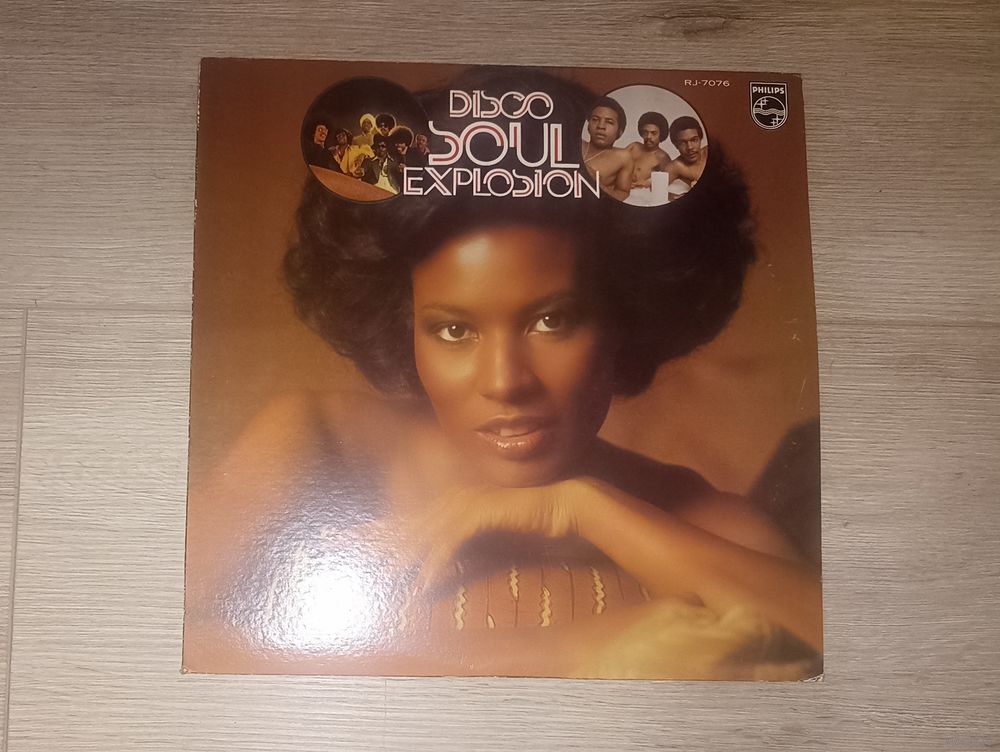 DISCO
SOUL
EXPLOSION
RJ-7076
PHILIPS